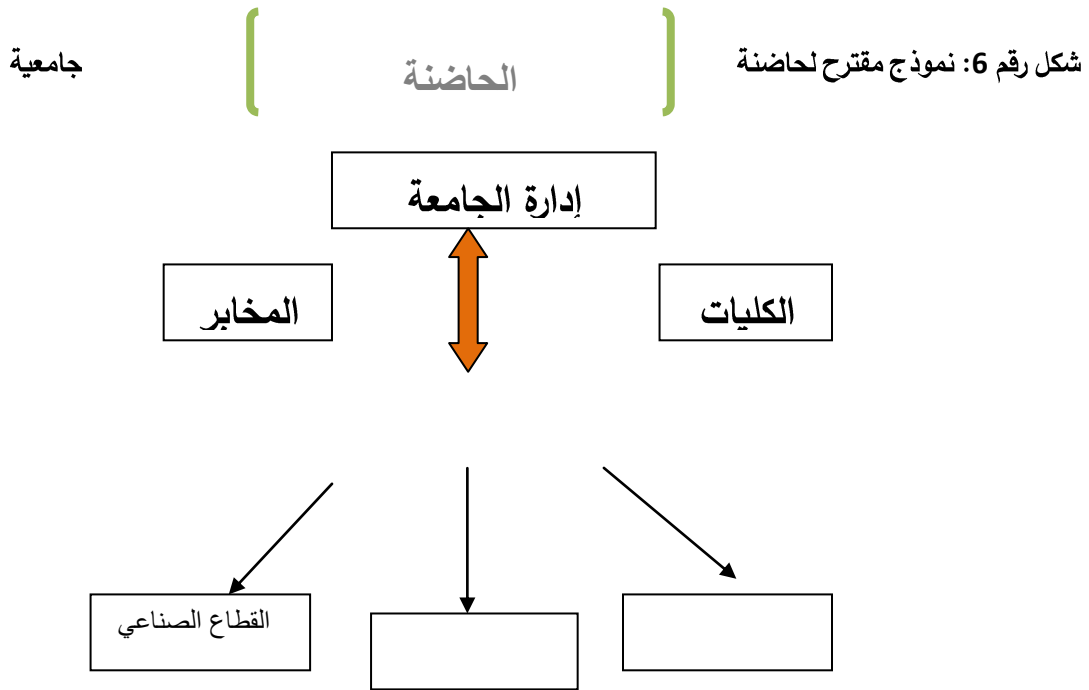 شكل رقم 6: نموذج مقترح لحاضنة جامعية
الحاضنة
إدارة الجامعة
الكليات
المخابر
القطاع الصناعي